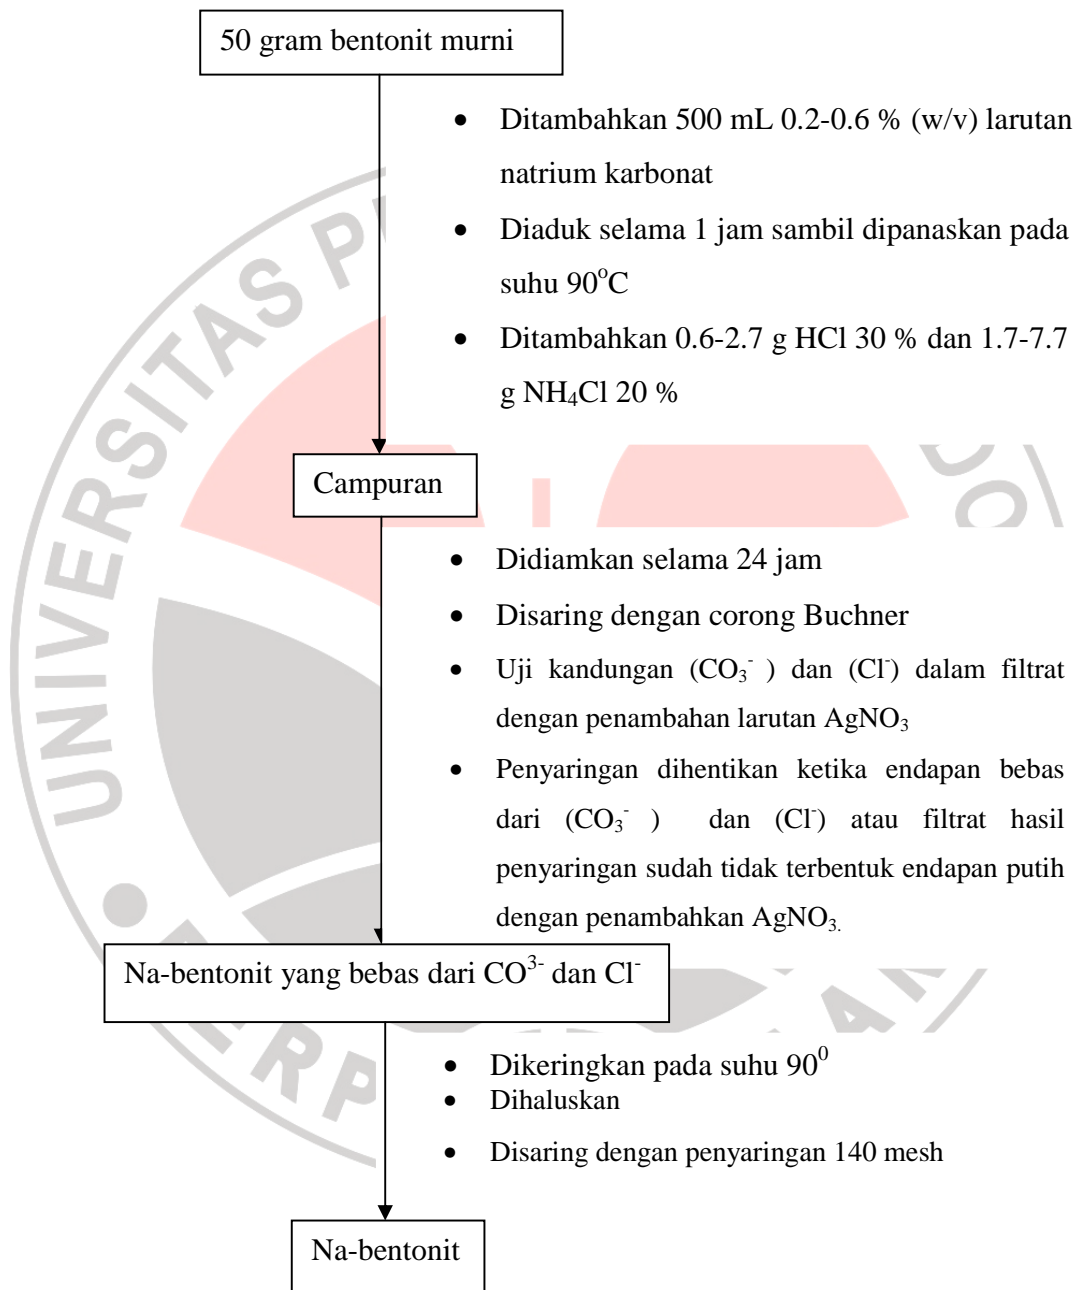 50 gram bentonit murni
• Ditambahkan 500 mL 0.2-0.6 % (w/v) larutan
natrium karbonat
• Diaduk selama 1 jam sambil dipanaskan pada
suhu 90°C
• Ditambahkan 0.6-2.7 g HCl 30 % dan 1.7-7.7
g NH₄Cl 20 %
Campuran
• Didiamkan selama 24 jam
• Disaring dengan corong Buchner
• Uji kandungan (CO₃⁻ ) dan (Cl⁻) dalam filtrat
dengan penambahan larutan AgNO₃
• Penyaringan dihentikan ketika endapan bebas
dari (CO₃⁻ ) dan (Cl⁻) atau filtrat hasil
penyaringan sudah tidak terbentuk endapan putih
dengan penambahkan AgNO₃.
Na-bentonit yang bebas dari CO³⁻ dan Cl⁻
• Dikeringkan pada suhu 90⁰
• Dihaluskan
• Disaring dengan penyaringan 140 mesh
Na-bentonit
UNIVERSITAS P